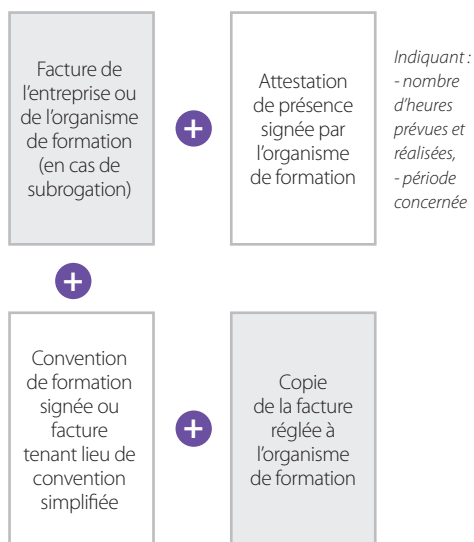 Facture de
l'entreprise ou
de l'organisme
de formation
(en cas de
subrogation)
+
Attestation
de présence
signée par
l'organisme
de formation
Indiquant :
- nombre
d'heures
prévues et
réalisées,
- période
concernée
+
Convention
de formation
signée ou
facture
tenant lieu de
convention
simplifiée
+
Copie
de la facture
réglée à
l'organisme
de formation